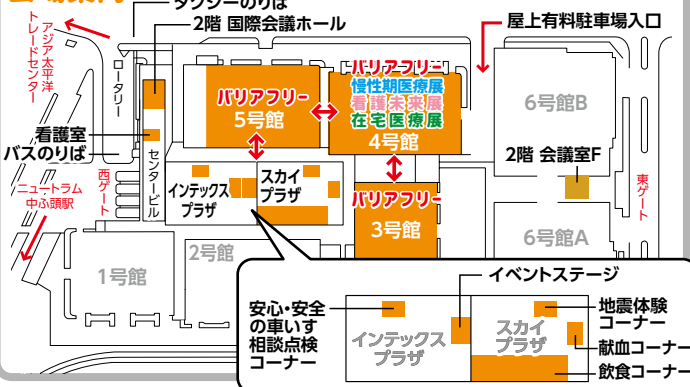 会場案内
タクシーのりば
2階 国際会議ホール
屋上有料駐車場入口
アジア太平洋
トレードセンター
ロータリー
バリアフリー
5号館
バリアフリー
慢性期医療展
看護未来展
在宅医療展
4号館
6号館B
看護室
バスのりば
センタービル
2階 会議室F
ニュートラム
中ふ頭駅
西ゲート
インテックス
プラザ
スカイ
プラザ
バリアフリー
3号館
東ゲート
6号館A
1号館
2号館
イベントステージ
安心・安全
の車いす
相談点検
コーナー
インテックス
プラザ
スカイ
プラザ
地震体験
コーナー
献血コーナー
飲食コーナー